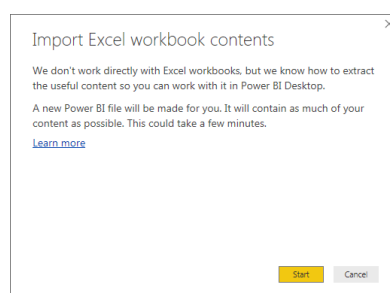 Import Excel workbook contents
We don't work directly with Excel workbooks, but we know how to extract
the useful content so you can work with it in Power BI Desktop.
A new Power BI file will be made for you. It will contain as much of your
content as possible. This could take a few minutes.
Learn more
Start Cancel